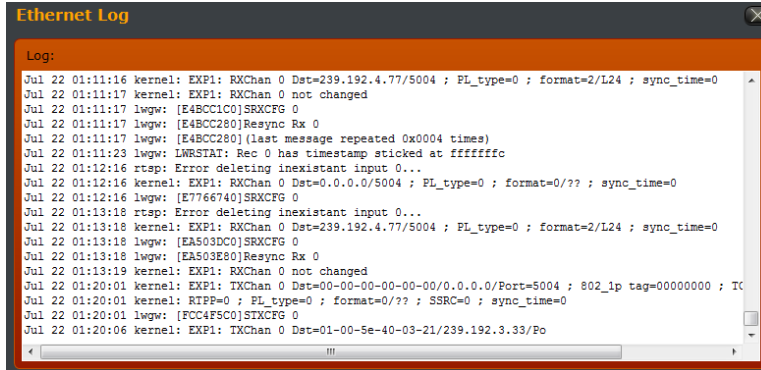 Ethernet Log
Log:
Jul 22 01:11:16 kernel: EXP1: RXChan 0 Dst=239.192.4.77/5004 ; PL_type=0 ; format=2/L24 ; sync_time=0
Jul 22 01:11:17 kernel: EXP1: RXChan 0 not changed
Jul 22 01:11:17 lwgw: [E4BCC1C0]SRXCFG 0
Jul 22 01:11:17 lwgw: [E4BCC280]Resync Rx 0
Jul 22 01:11:17 lwgw: [E4BCC280](last message repeated 0x0004 times)
Jul 22 01:11:23 lwgw: LWRSTAT: Rec 0 has timestamp sticked at fffffffc
Jul 22 01:12:16 rtsp: Error deleting inexistant input 0...
Jul 22 01:12:16 kernel: EXP1: RXChan 0 Dst=0.0.0.0/5004 ; PL_type=0 ; format=0/?? ; sync_time=0
Jul 22 01:12:16 lwgw: [E7766740]SRXCFG 0
Jul 22 01:13:18 rtsp: Error deleting inexistant input 0...
Jul 22 01:13:18 kernel: EXP1: RXChan 0 Dst=239.192.4.77/5004 ; PL_type=0 ; format=2/L24 ; sync_time=0
Jul 22 01:13:18 lwgw: [EA503DC0]SRXCFG 0
Jul 22 01:13:18 lwgw: [EA503E80]Resync Rx 0
Jul 22 01:13:19 kernel: EXP1: RXChan 0 not changed
Jul 22 01:20:01 kernel: EXP1: TXChan 0 Dst=00-00-00-00-00-00/0.0.0.0/Port=5004 ; 802_1p tag=00000000 ; TO
Jul 22 01:20:01 kernel: RTPP=0 ; PL_type=0 ; format=0/?? ; SSRC=0 ; sync_time=0
Jul 22 01:20:01 lwgw: [FCC4F5C0]STXCFG 0
Jul 22 01:20:06 kernel: EXP1: TXChan 0 Dst=01-00-5e-40-03-21/239.192.3.33/Po